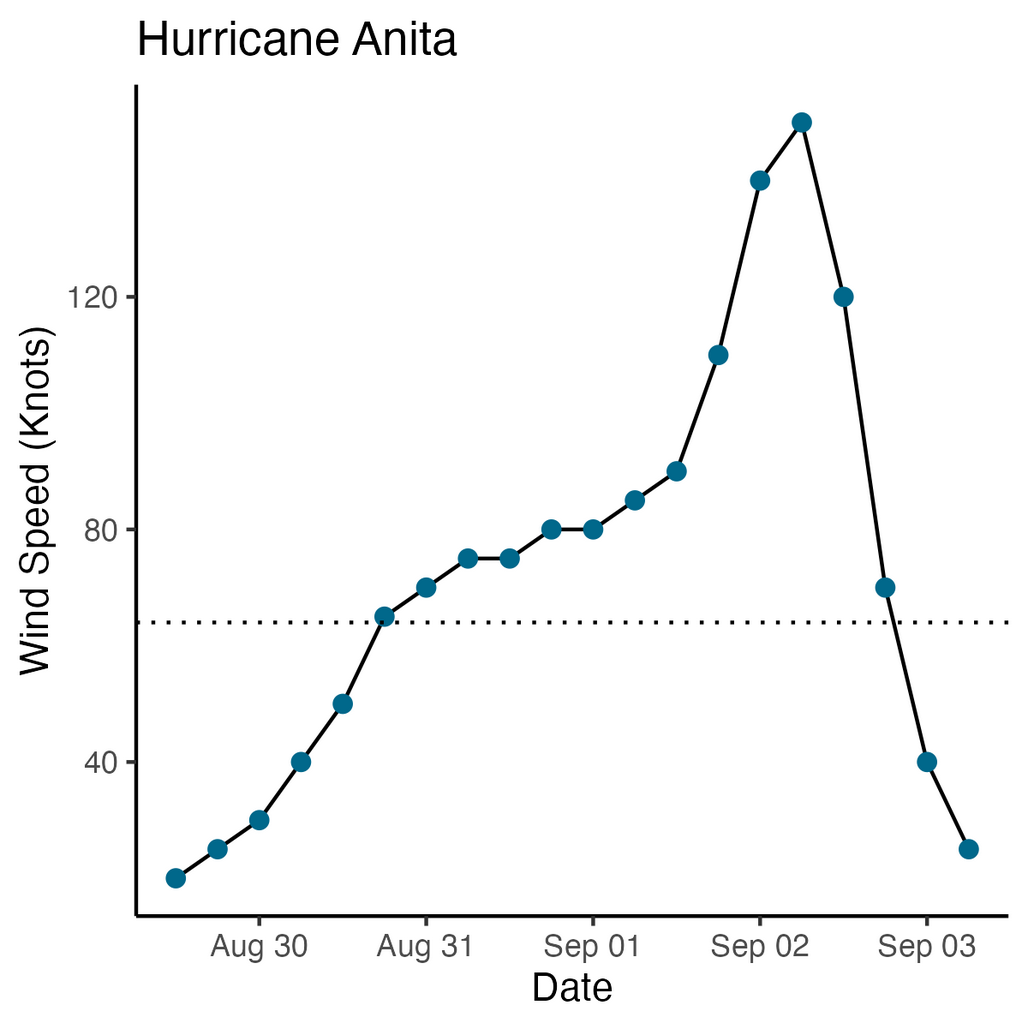 Hurricane Anita
Wind Speed (Knots)
120
80
40
Aug 30
Aug 31
Sep 01
Sep 02
Sep 03
Date